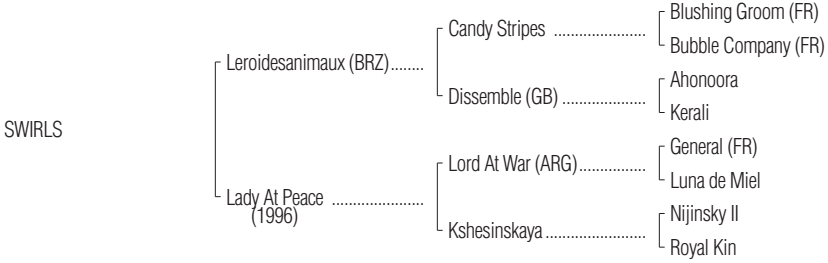 Blushing Groom (FR)
Candy Stripes ......................
Bubble Company (FR)
Leroidesanimaux (BRZ)........
Ahonoora
Dissemble (GB) ....................
Kerali
SWIRLS
General (FR)
Lord At War (ARG)................
Luna de Miel
Lady At Peace ......................
(1996)
Nijinsky II
Kshesinskaya ........................
Royal Kin